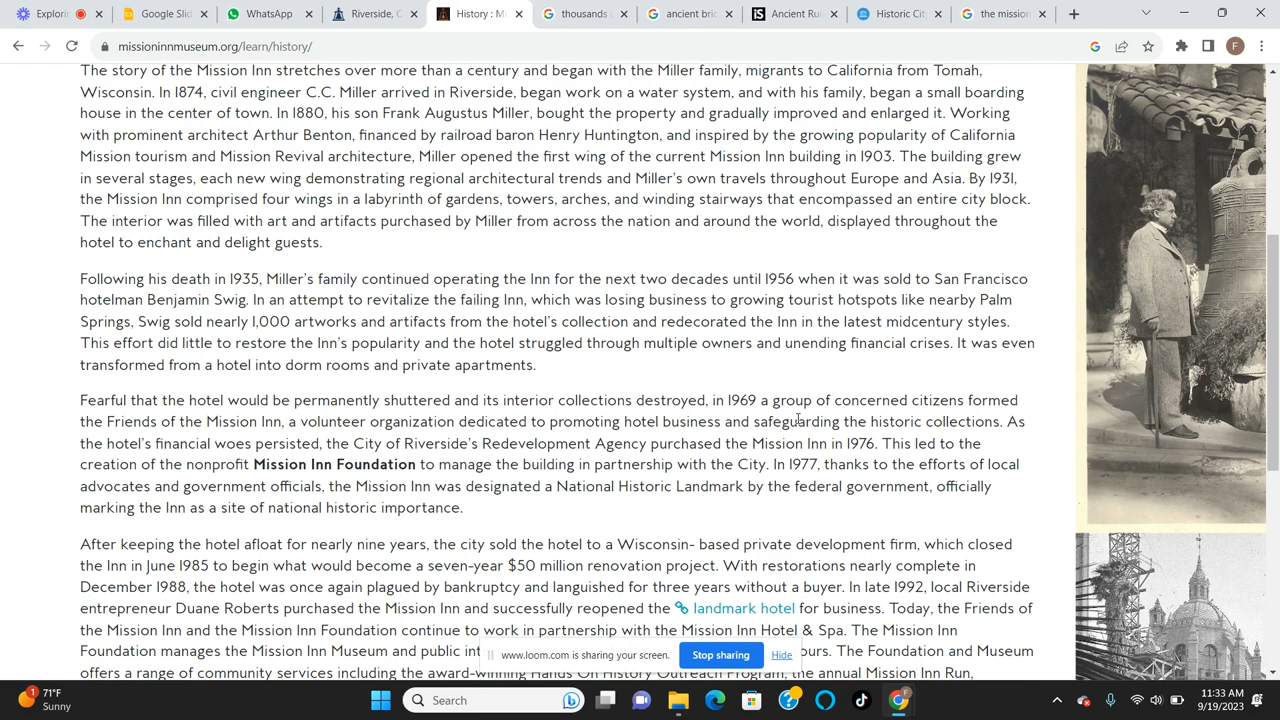 Explorin
Google Slid
WhatsApp
Riverside, C
History : Mi
thousands o
ancient bric
Ancient Rui
Historic City
the mission
missioninnmuseum.org/learn/history/
F
The story of the Mission Inn stretches over more than a century and began with the Miller family, migrants to California from Tomah,
Wisconsin. In 1874, civil engineer C.C. Miller arrived in Riverside, began work on a water system, and with his family, began a small boarding
house in the center of town. In 1880, his son Frank Augustus Miller, bought the property and gradually improved and enlarged it. Working
with prominent architect Arthur Benton, financed by railroad baron Henry Huntington, and inspired by the growing popularity of California
Mission tourism and Mission Revival architecture, Miller opened the first wing of the current Mission Inn building in 1903. The building grew
in several stages, each new wing demonstrating regional architectural trends and Miller's own travels throughout Europe and Asia. By 1931,
the Mission Inn comprised four wings in a labyrinth of gardens, towers, arches, and winding stairways that encompassed an entire city block.
The interior was filled with art and artifacts purchased by Miller from across the nation and around the world, displayed throughout the
hotel to enchant and delight guests.
Following his death in 1935, Miller's family continued operating the Inn for the next two decades until 1956 when it was sold to San Francisco
hotelman Benjamin Swig. In an attempt to revitalize the failing Inn, which was losing business to growing tourist hotspots like nearby Palm
Springs, Swig sold nearly 1,000 artworks and artifacts from the hotel's collection and redecorated the Inn in the latest midcentury styles.
This effort did little to restore the Inn's popularity and the hotel struggled through multiple owners and unending financial crises. It was even
transformed from a hotel into dorm rooms and private apartments.
Fearful that the hotel would be permanently shuttered and its interior collections destroyed, in 1969 a group of concerned citizens formed
the Friends of the Mission Inn, a volunteer organization dedicated to promoting hotel business and safeguarding the historic collections. As
the hotel's financial woes persisted, the City of Riverside's Redevelopment Agency purchased the Mission Inn in 1976. This led to the
creation of the nonprofit Mission Inn Foundation to manage the building in partnership with the City. In 1977, thanks to the efforts of local
advocates and government officials, the Mission Inn was designated a National Historic Landmark by the federal government, officially
marking the Inn as a site of national historic importance.
After keeping the hotel afloat for nearly nine years, the city sold the hotel to a Wisconsin- based private development firm, which closed
the Inn in June 1985 to begin what would become a seven-year $50 million renovation project. With restorations nearly complete in
December 1988, the hotel was once again plagued by bankruptcy and languished for three years without a buyer. In late 1992, local Riverside
entrepreneur Duane Roberts purchased the Mission Inn and successfully reopened the landmark hotel for business. Today, the Friends of
the Mission Inn and the Mission Inn Foundation continue to work in partnership with the Mission Inn Hotel & Spa. The Mission Inn
Foundation manages the Mission Inn Museum and public int ours. The Foundation and Museum
offers a range of community services including the award-winning Hands On History Outreach Program, the annual Mission Inn Run,
www.loom.com is sharing your screen.
Stop sharing
Hide
1
71°F
Sunny
Search
F
11:33 AM
9/19/2023